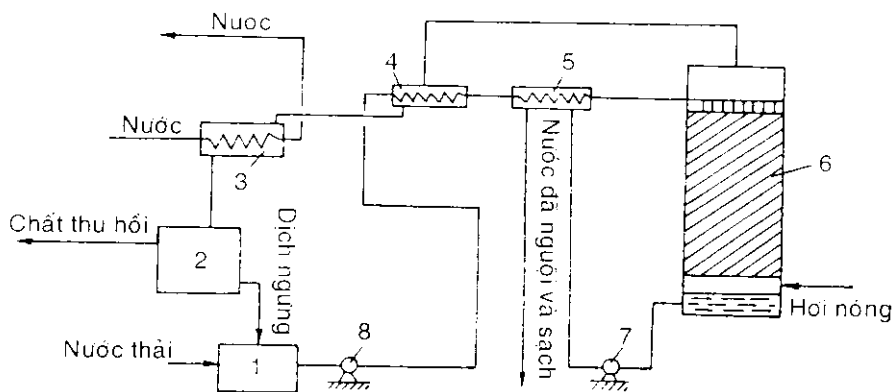 Nuoc
4
5
Nước
3
6
Nước đã nguội và sạch
Chất thu hồi
2
Dịch ngưng
Hơi nóng
8
7
Nước thải
1